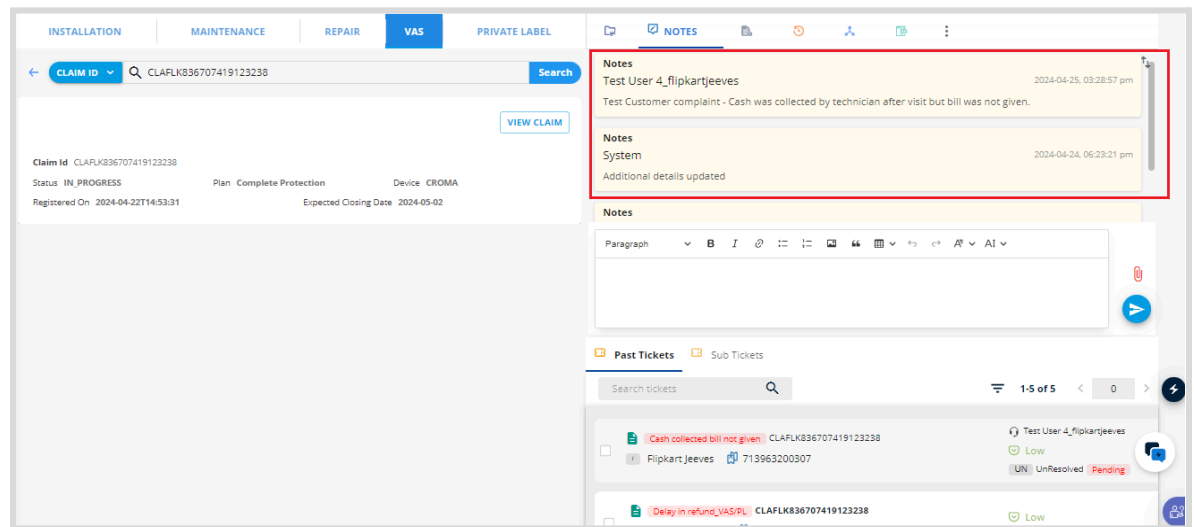 INSTALLATION
MAINTENANCE
REPAIR
VAS
PRIVATE LABEL
CLAIM ID
CLAFLK836707419123238
Search
VIEW CLAIM
Claim Id CLAFLK836707419123238
Status IN_PROGRESS Plan Complete Protection Device CROMA
Registered On 2024-04-22T14:53:31 Expected Closing Date 2024-05-02
NOTES
Notes
Test User 4_flipkartjeeves 2024-04-25, 03:28:57 pm
Test Customer complaint - Cash was collected by technician after visit but bill was not given.
Notes
System 2024-04-24, 06:23:21 pm
Additional details updated
Notes
Paragraph B I AI
Past Tickets Sub Tickets
Search tickets 1-5 of 5 < 0 >
Cash collected bill not given CLAFLK836707419123238 Test User 4_flipkartjeeves
Low
Flipkart Jeeves 713963200307
UN UnResolved Pending
Delay in refund_VAS/PL CLAFLK836707419123238
Low